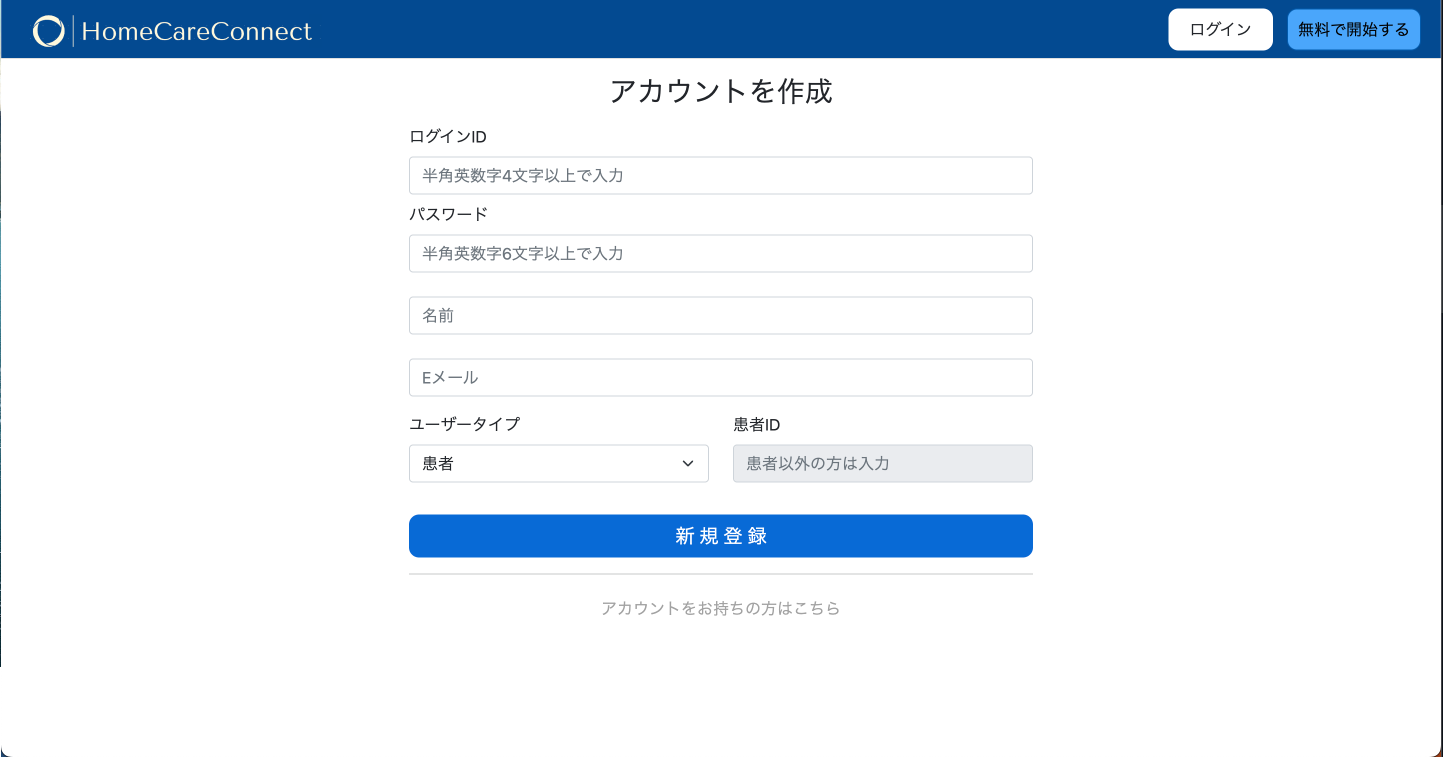 HomeCareConnect
ログイン
無料で開始する
アカウントを作成
ログインID
半角英数字4文字以上で入力
パスワード
半角英数字6文字以上で入力
名前
Eメール
ユーザータイプ
患者ID
患者
患者以外の方は入力
新規登録
アカウントをお持ちの方はこちら